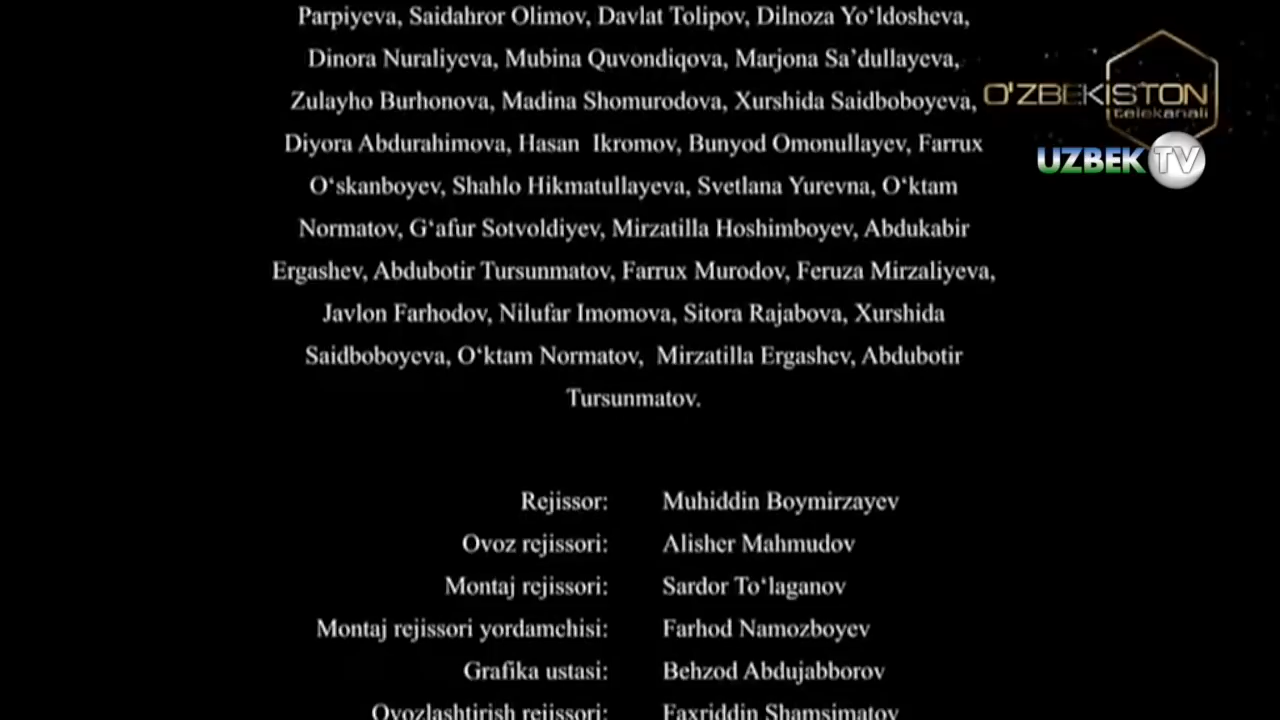 Parpiyeva, Saidahror Olimov, Davlat Tolipov, Dilnoza Yo‘ldosheva,
Dinora Nuraliyeva, Mubina Quvondiqova, Marjona Sa’dullayeva,
Zulayho Burhonova, Madina Shomurodova, Xurshida Saidboboyeva,
Diyora Abdurahimova, Hasan Ikromov, Bunyod Omonullayev, Farrux
O‘skanboyev, Shahlo Hikmatullayeva, Svetlana Yurevna, O‘ktam
Normatov, G‘afur Sotvoldiyev, Mirzatilla Hoshimboyev, Abdukabir
Ergashev, Abdubotir Tursunmatov, Farrux Murodov, Feruza Mirzaliyeva,
Javlon Farhodov, Nilufar Imomova, Sitora Rajabova, Xurshida
Saidboboyeva, O‘ktam Normatov, Mirzatilla Ergashev, Abdubotir
Tursunmatov.
O'ZBEKISTON
telekanali
UZBEK TV
Rejissor: Muhiddin Boymirzayev
Ovoz rejissori: Alisher Mahmudov
Montaj rejissori: Sardor To‘laganov
Montaj rejissori yordamchisi: Farhod Namozboyev
Grafika ustasi: Behzod Abdujabborov
Ovozlashtirish rejissori: Faxriddin Shamsimatov